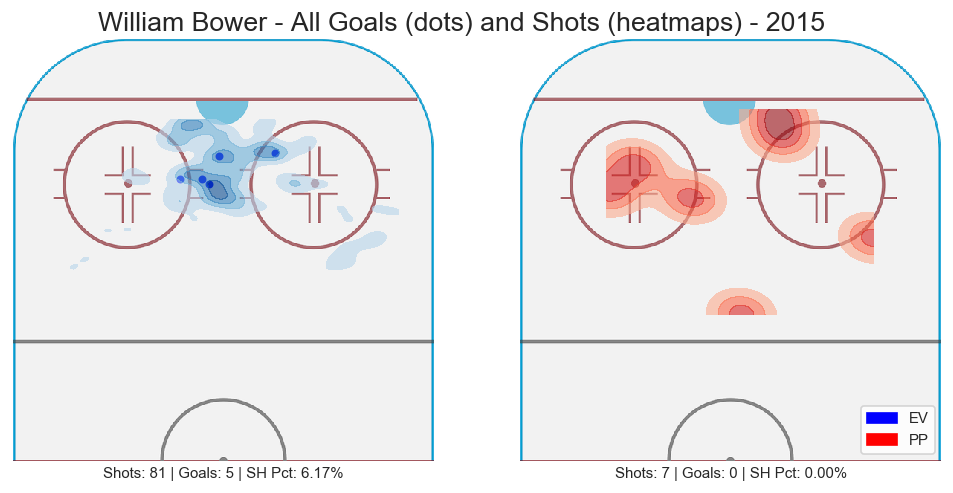 William Bower - All Goals (dots) and Shots (heatmaps) - 2015
EV
PP
Shots: 81 | Goals: 5 | SH Pct: 6.17%
Shots: 7 | Goals: 0 | SH Pct: 0.00%